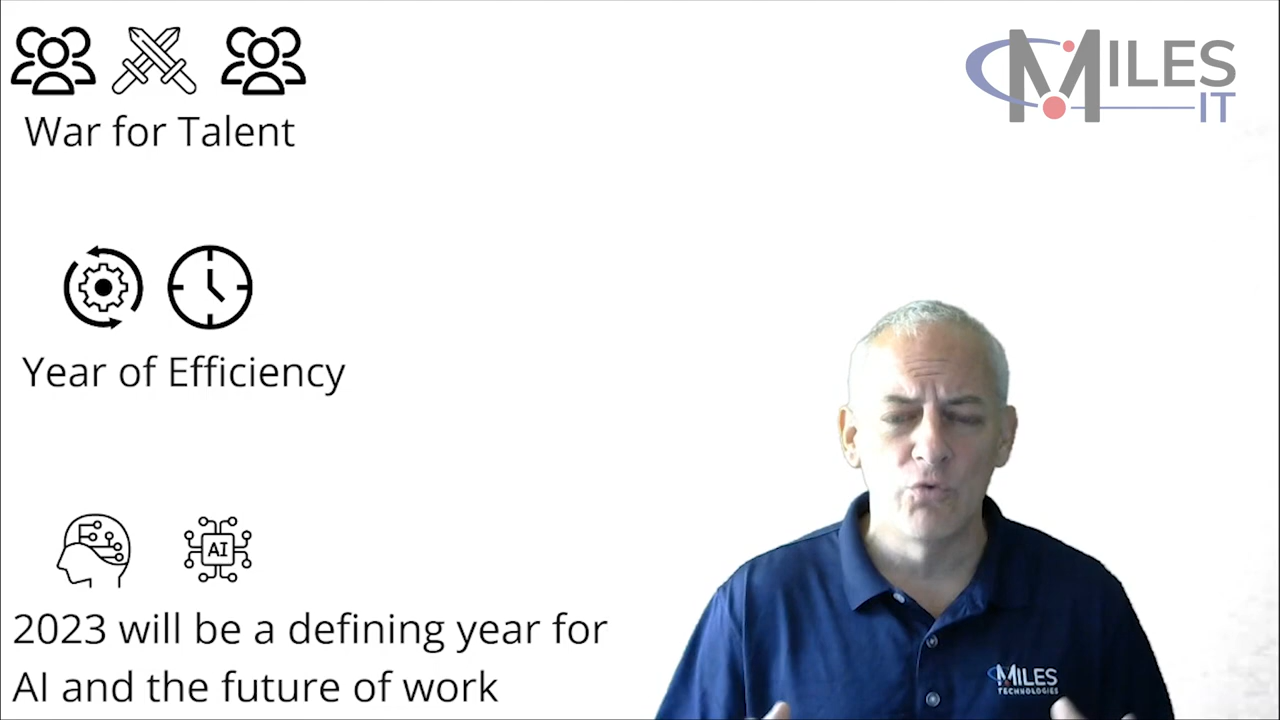 War for Talent
MILES
IT
Year of Efficiency
AI
2023 will be a defining year for
AI and the future of work
MILES
TECHNOLOGIES